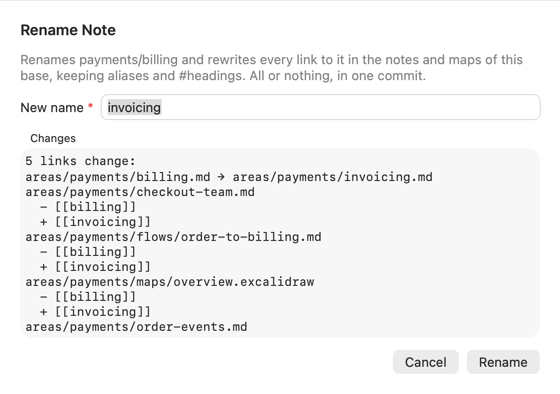 Rename Note
Renames payments/billing and rewrites every link to it in the notes and maps of this
base, keeping aliases and #headings. All or nothing, in one commit.
New name * invoicing
Changes
5 links change:
areas/payments/billing.md → areas/payments/invoicing.md
areas/payments/checkout-team.md
− [[billing]]
+ [[invoicing]]
areas/payments/flows/order-to-billing.md
− [[billing]]
+ [[invoicing]]
areas/payments/maps/overview.excalidraw
− [[billing]]
+ [[invoicing]]
areas/payments/order-events.md
Cancel Rename